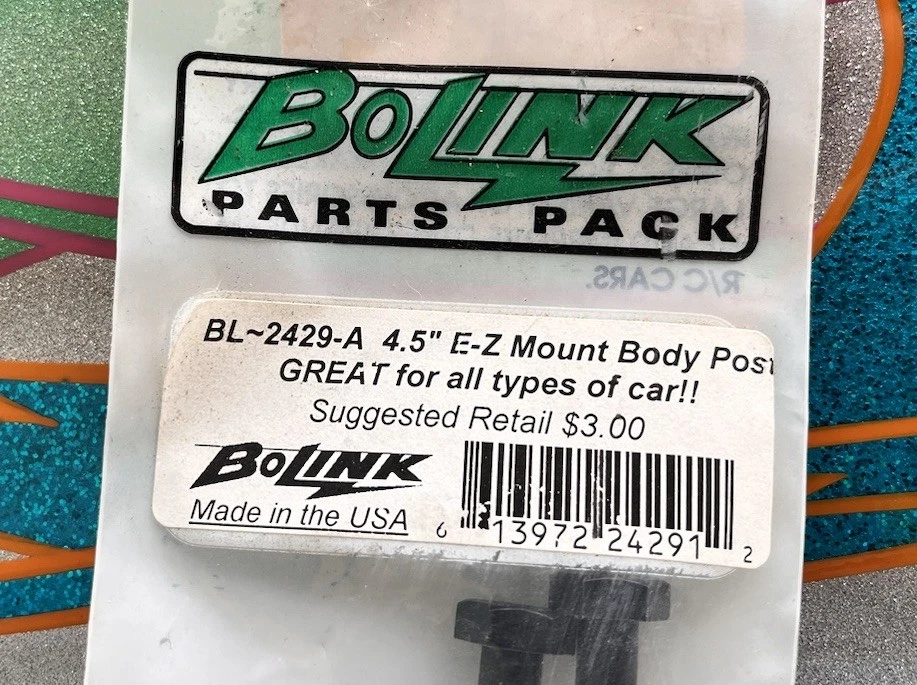 BOLINK
PARTS PACK
R/C CARS.
BL~2429-A 4.5" E-Z Mount Body Post
GREAT for all types of car!!
Suggested Retail $3.00
BOLINK
Made in the USA
6 13972 24291 2